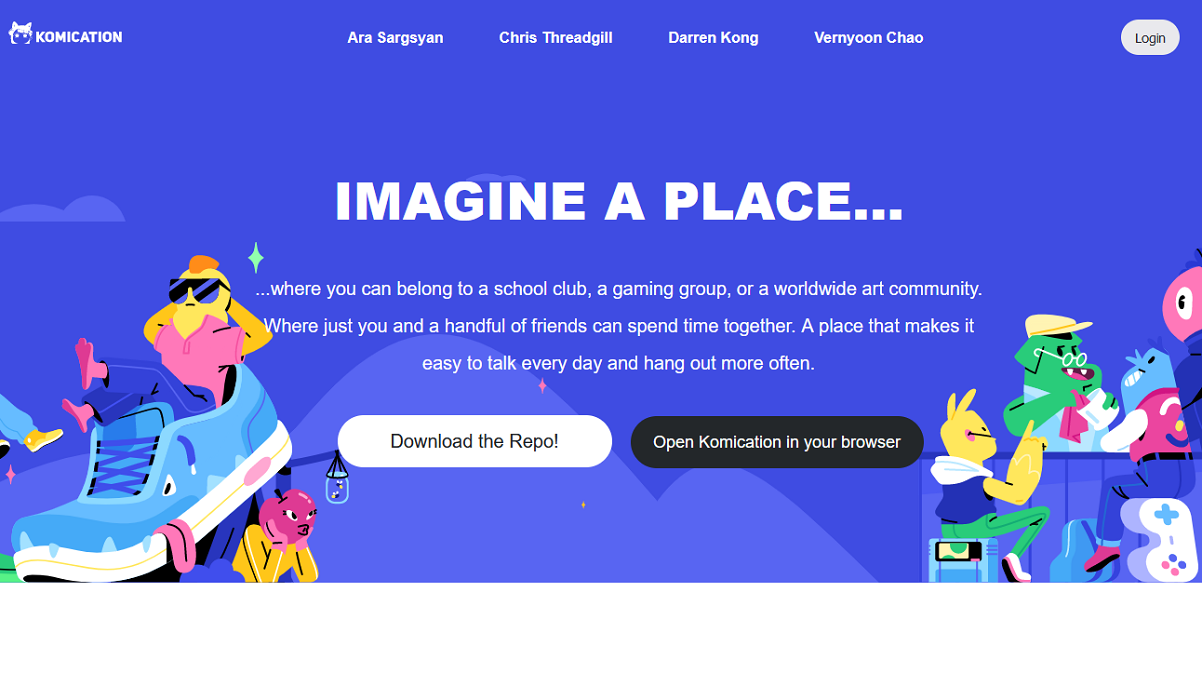 KOMICATION
Ara Sargsyan
Chris Threadgill
Darren Kong
Vernyoon Chao
Login
IMAGINE A PLACE...
...where you can belong to a school club, a gaming group, or a worldwide art community.
Where just you and a handful of friends can spend time together. A place that makes it
easy to talk every day and hang out more often.
Download the Repo!
Open Komication in your browser